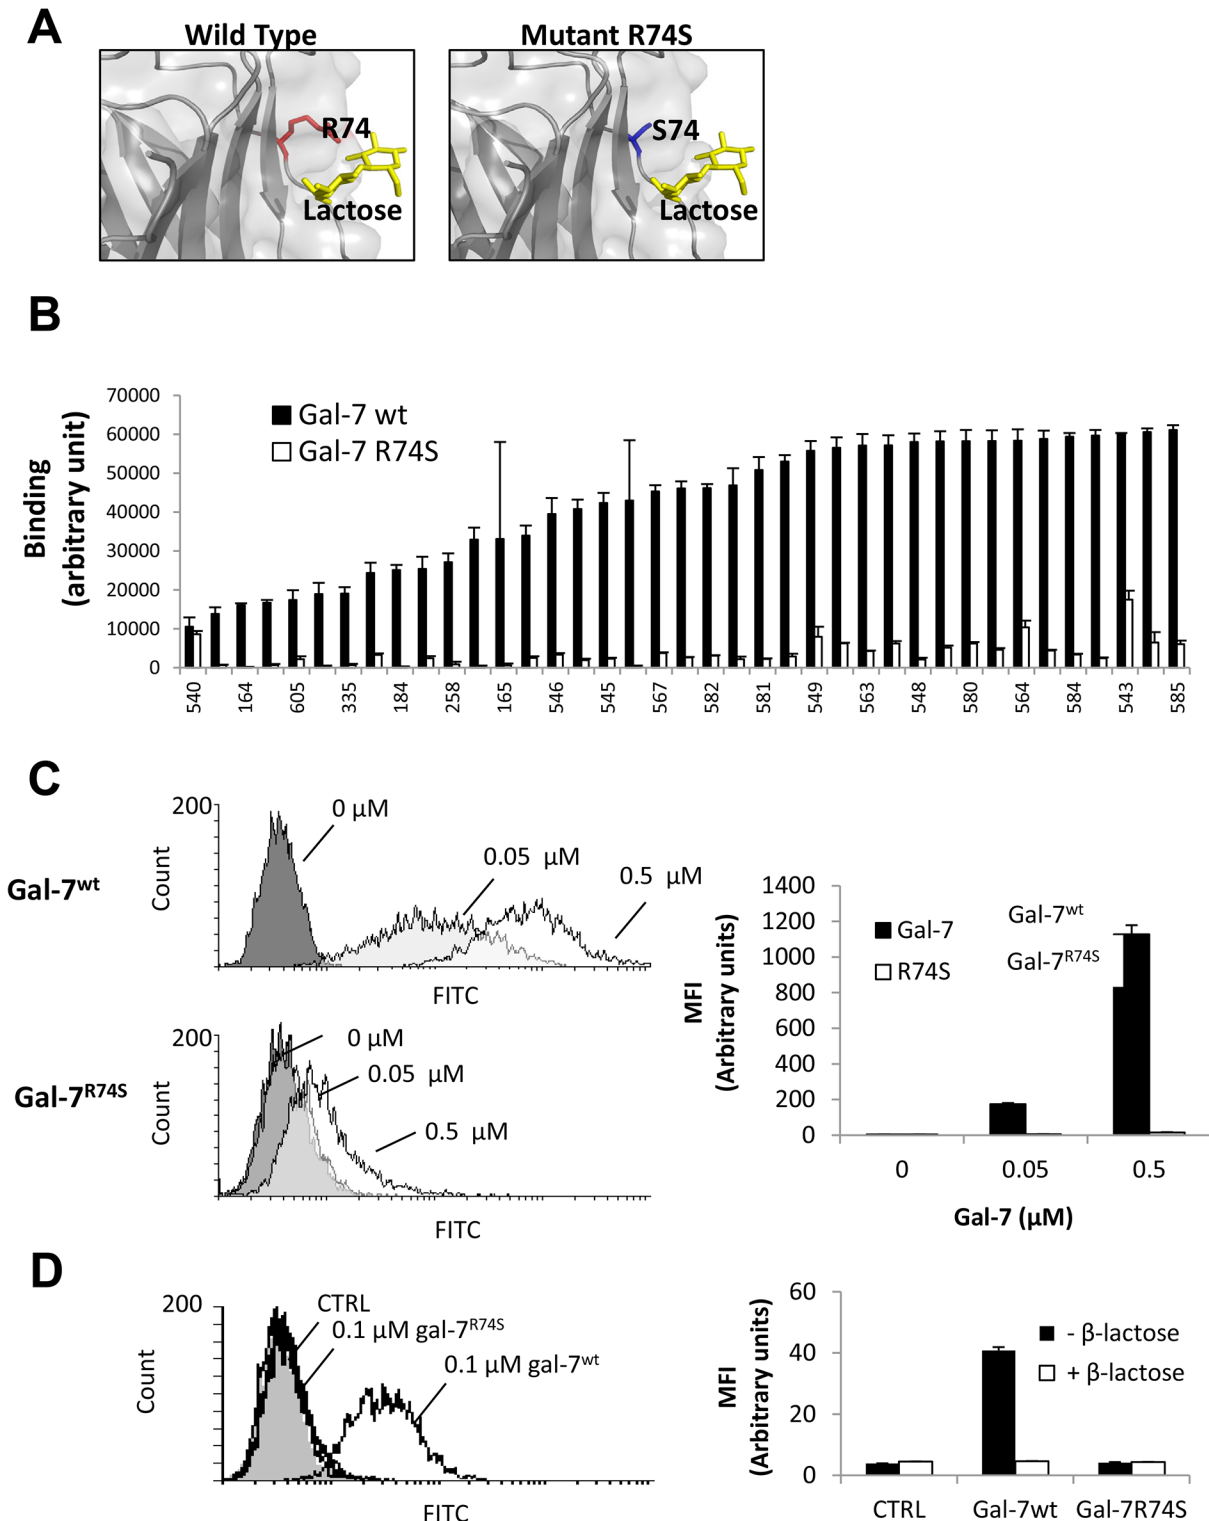 A
Wild Type
Mutant R74S
R74
Lactose
S74
Lactose
B
Binding
(arbitrary unit)
70000
60000
50000
40000
30000
20000
10000
0
Gal-7 wt
Gal-7 R74S
540 164 605 335 184 258 165 546 545 567 582 581 549 563 548 580 564 584 543 585
C
Gal-7wt
200
Count
0 µM
0.05 µM
0.5 µM
FITC
Gal-7R74S
200
Count
0 µM
0.05 µM
0.5 µM
FITC
MFI
(Arbitrary units)
1400
1200
1000
800
600
400
200
0
Gal-7
R74S
Gal-7wt
Gal-7R74S
0 0.05 0.5
Gal-7 (µM)
D
200
Count
CTRL
0.1 µM gal-7R74S
0.1 µM gal-7wt
FITC
MFI
(Arbitrary units)
60
40
20
0
- β-lactose
+ β-lactose
CTRL Gal-7wt Gal-7R74S